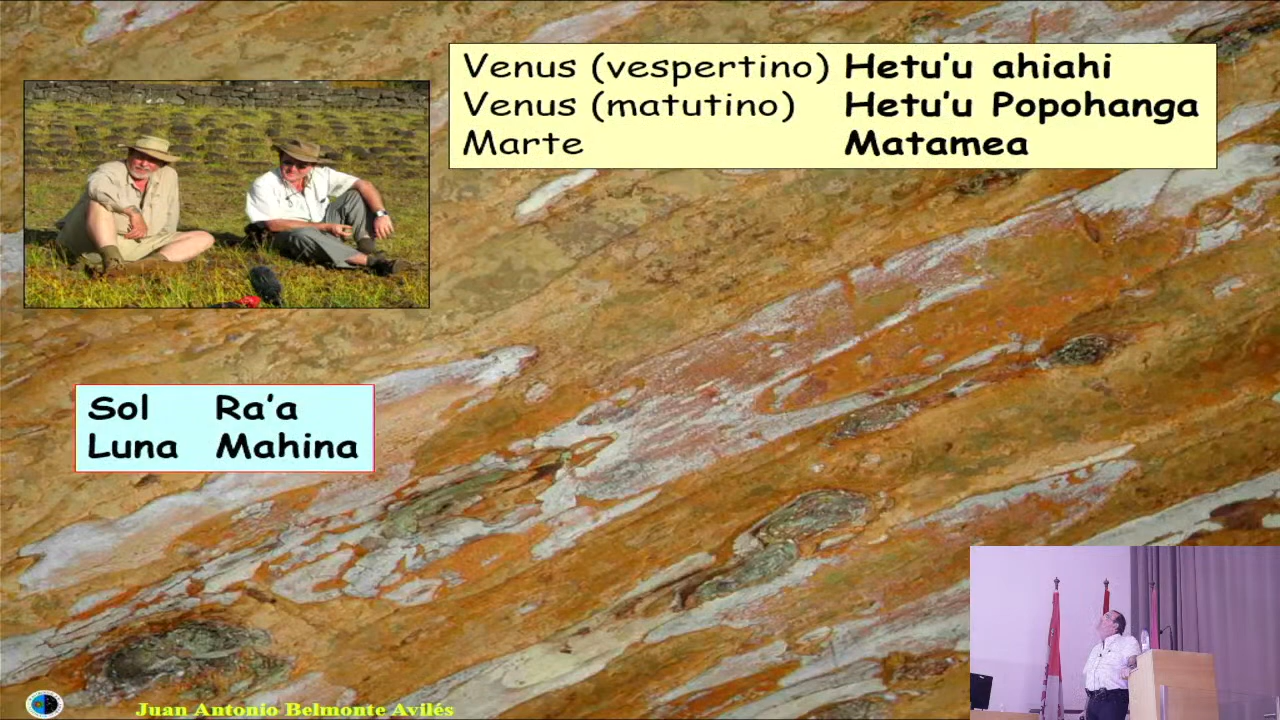 Venus (vespertino) Hetu'u ahiahi
Venus (matutino) Hetu'u Popohanga
Marte Matamea
Sol Ra'a
Luna Mahina
Juan Antonio Belmonte Avilés